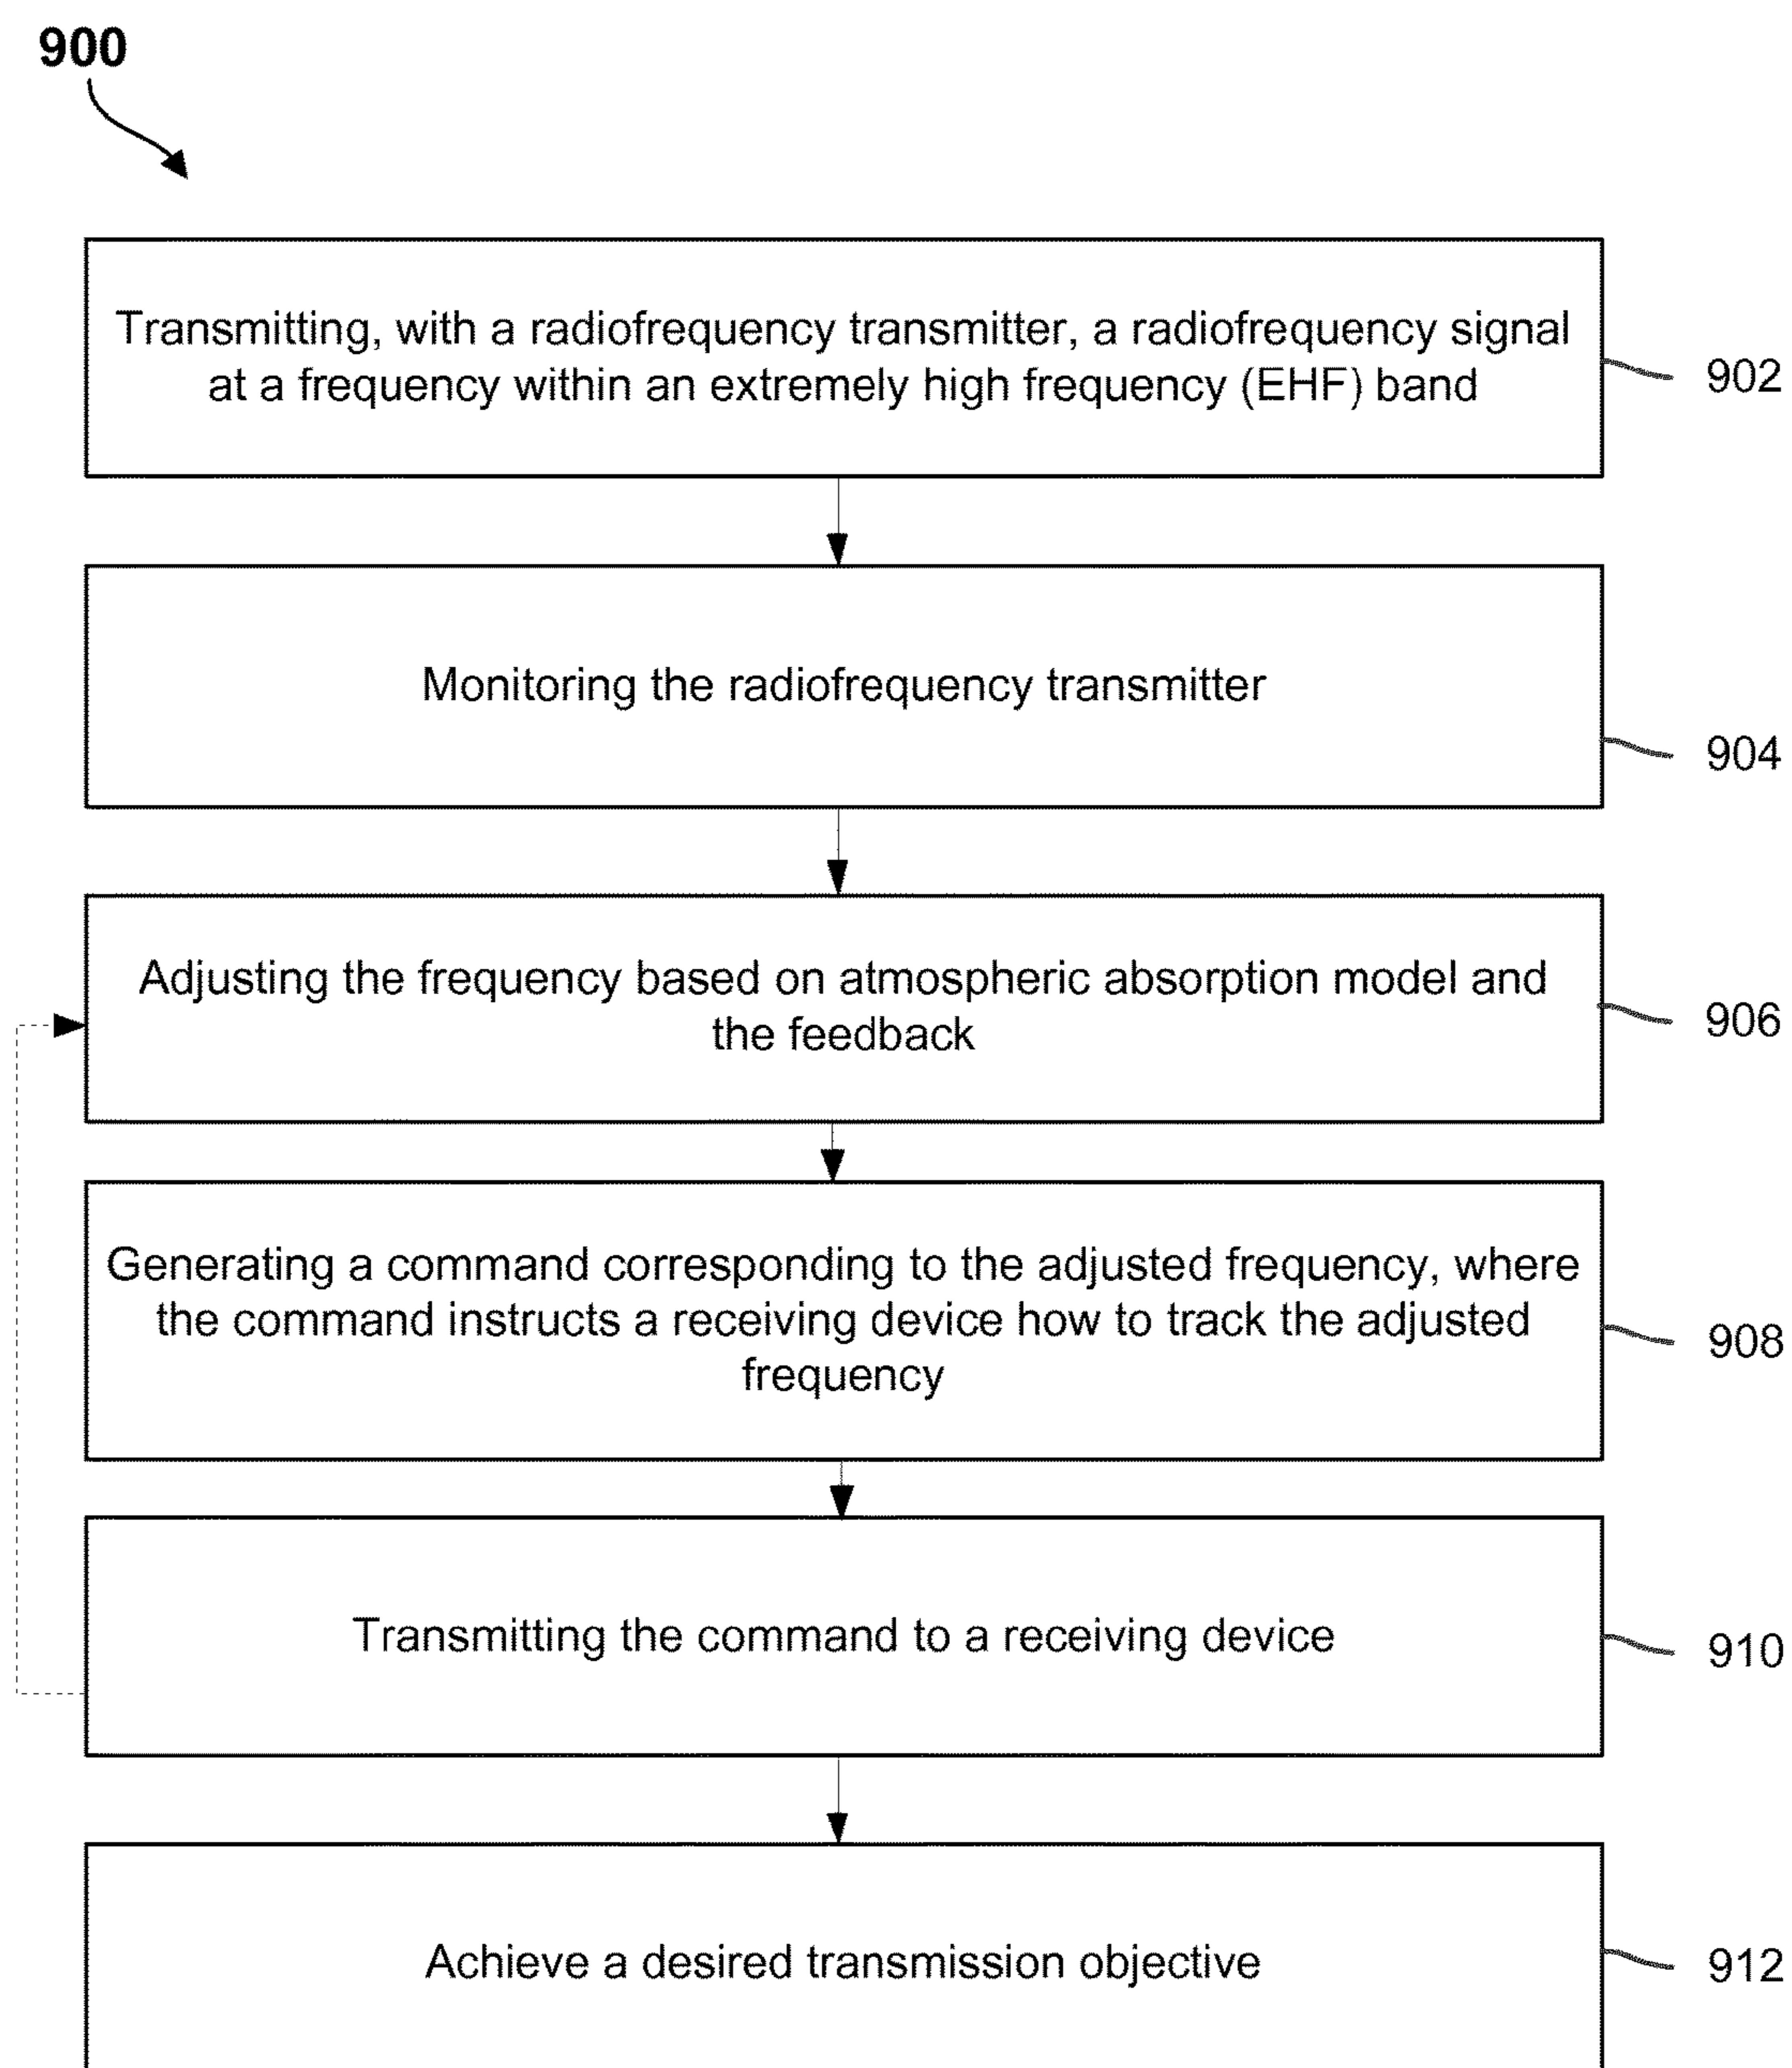 900
Transmitting, with a radiofrequency transmitter, a radiofrequency signal
at a frequency within an extremely high frequency (EHF) band
902
Monitoring the radiofrequency transmitter
904
Adjusting the frequency based on atmospheric absorption model and
the feedback
906
Generating a command corresponding to the adjusted frequency, where
the command instructs a receiving device how to track the adjusted
frequency
908
Transmitting the command to a receiving device
910
Achieve a desired transmission objective
912